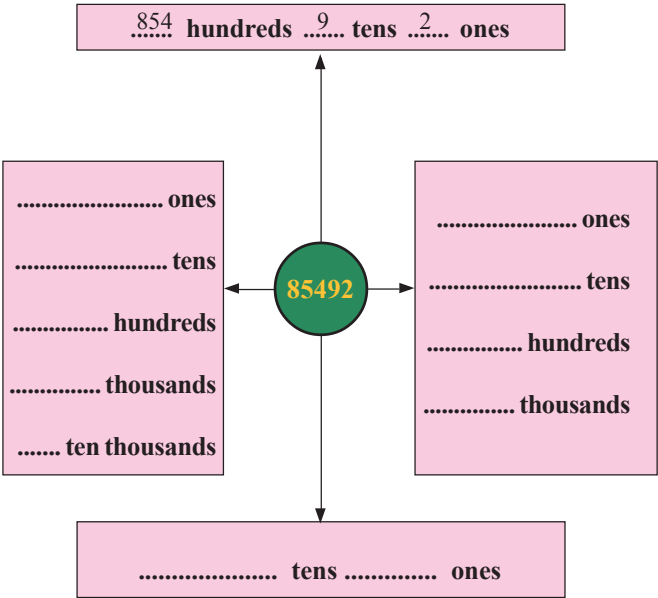 854 hundreds 9 tens 2 ones
........................ ones
......................... tens
................ hundreds
............... thousands
....... ten thousands
85492
....................... ones
......................... tens
................ hundreds
............... thousands
...................... tens ............... ones